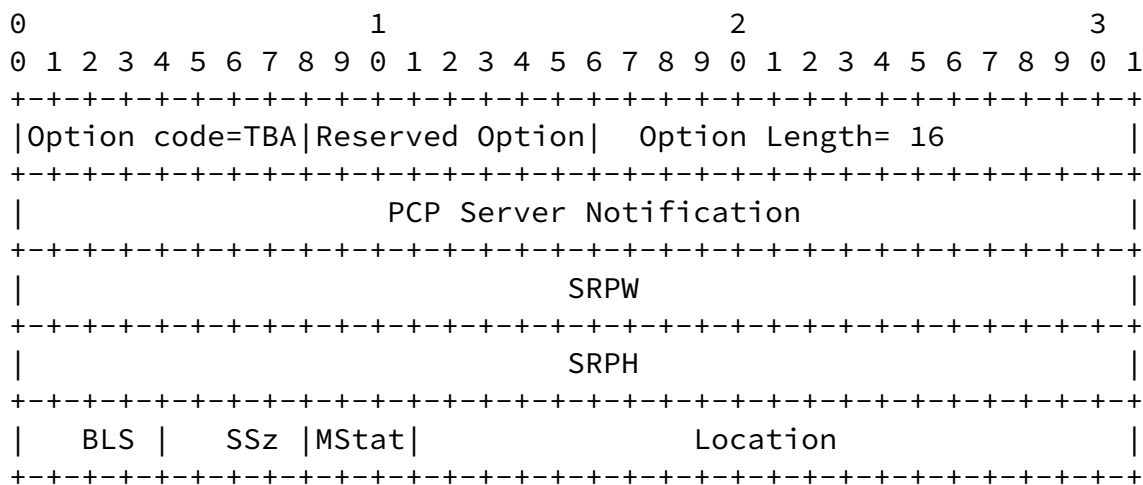 0                   1                   2                   3
0 1 2 3 4 5 6 7 8 9 0 1 2 3 4 5 6 7 8 9 0 1 2 3 4 5 6 7 8 9 0 1
+-+-+-+-+-+-+-+-+-+-+-+-+-+-+-+-+-+-+-+-+-+-+-+-+-+-+-+-+-+-+-+
|Option code=TBA|Reserved Option|  Option Length= 16          |
+-+-+-+-+-+-+-+-+-+-+-+-+-+-+-+-+-+-+-+-+-+-+-+-+-+-+-+-+-+-+-+
|                    PCP Server Notification                  |
+-+-+-+-+-+-+-+-+-+-+-+-+-+-+-+-+-+-+-+-+-+-+-+-+-+-+-+-+-+-+-+
|                              SRPW                           |
+-+-+-+-+-+-+-+-+-+-+-+-+-+-+-+-+-+-+-+-+-+-+-+-+-+-+-+-+-+-+-+
|                              SRPH                           |
+-+-+-+-+-+-+-+-+-+-+-+-+-+-+-+-+-+-+-+-+-+-+-+-+-+-+-+-+-+-+-+
|   BLS |   SSz |MStat|               Location                |
+-+-+-+-+-+-+-+-+-+-+-+-+-+-+-+-+-+-+-+-+-+-+-+-+-+-+-+-+-+-+-+